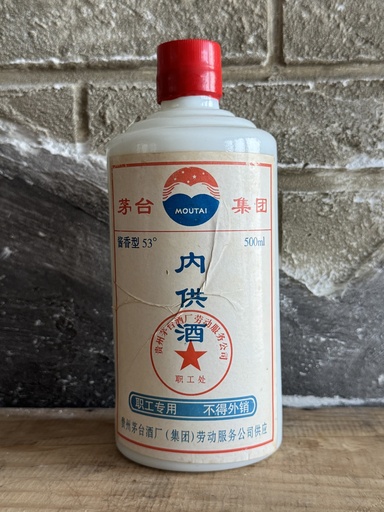 MOUTAI
茅台 集团
酱香型 53° 500ml
内供酒
贵州茅台酒厂劳动服务公司
职工处
职工专用 不得外销
贵州茅台酒厂(集团)劳动服务公司供应